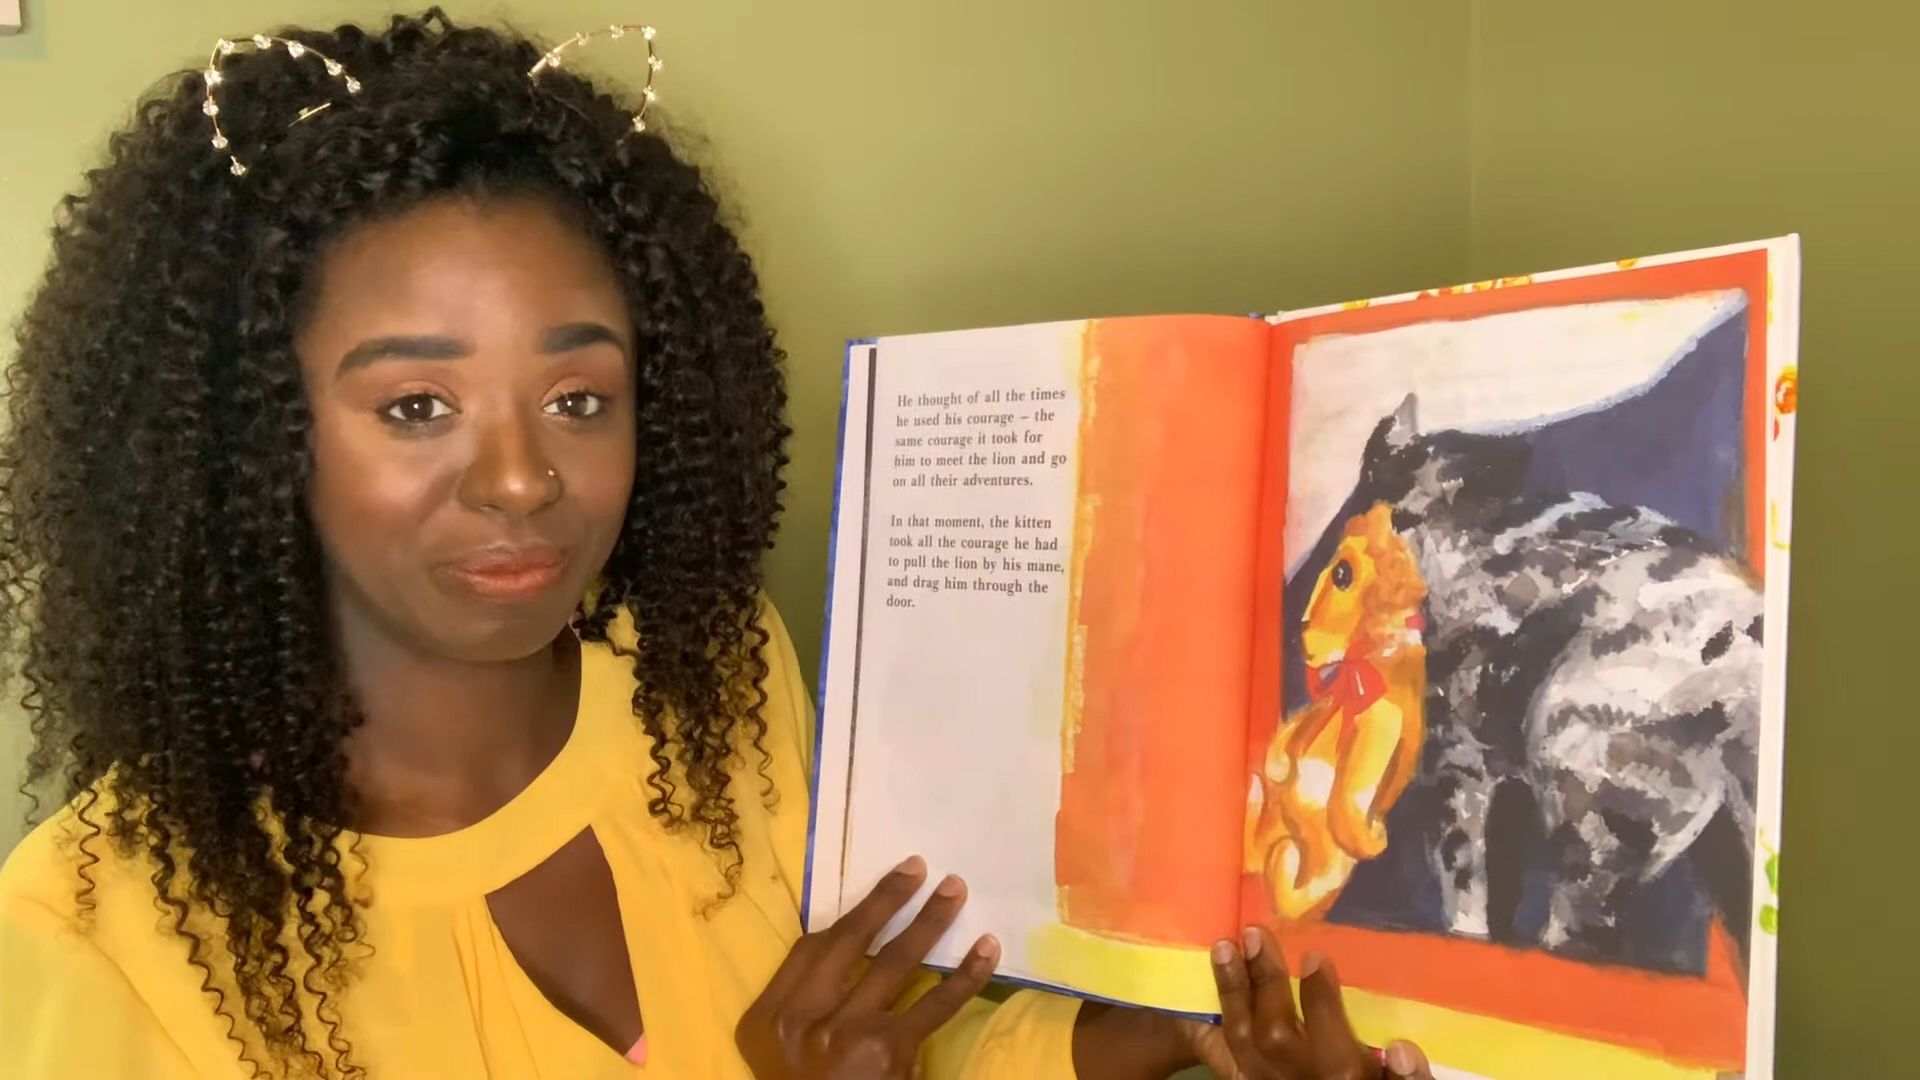 He thought of all the times
he used his courage – the
same courage it took for
him to meet the lion and go
on all their adventures.
In that moment, the kitten
took all the courage he had
to pull the lion by his mane,
and drag him through the
door.